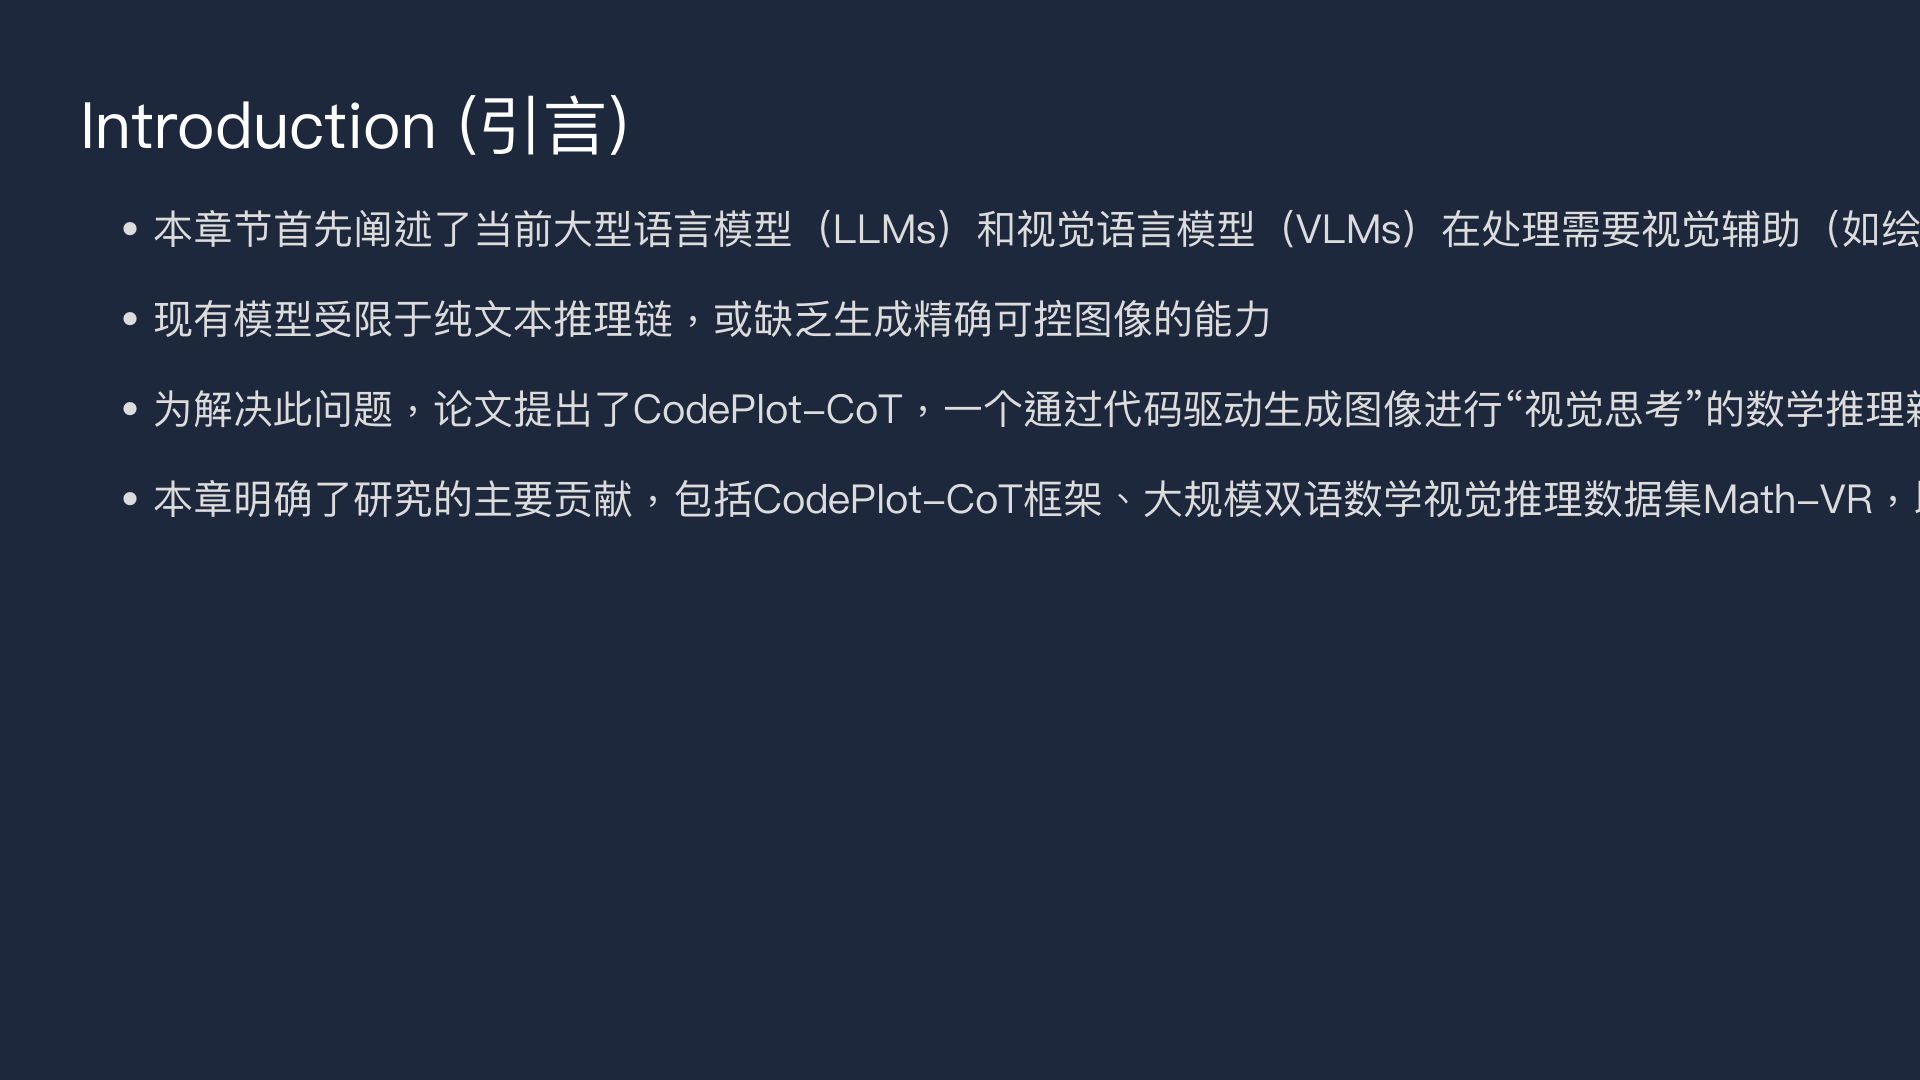 Introduction (引言)
• 本章节首先阐述了当前大型语言模型（LLMs）和视觉语言模型（VLMs）在处理需要视觉辅助（如绘
• 现有模型受限于纯文本推理链，或缺乏生成精确可控图像的能力
• 为解决此问题，论文提出了CodePlot-CoT，一个通过代码驱动生成图像进行“视觉思考”的数学推理
• 本章明确了研究的主要贡献，包括CodePlot-CoT框架、大规模双语数学视觉推理数据集Math-VR，